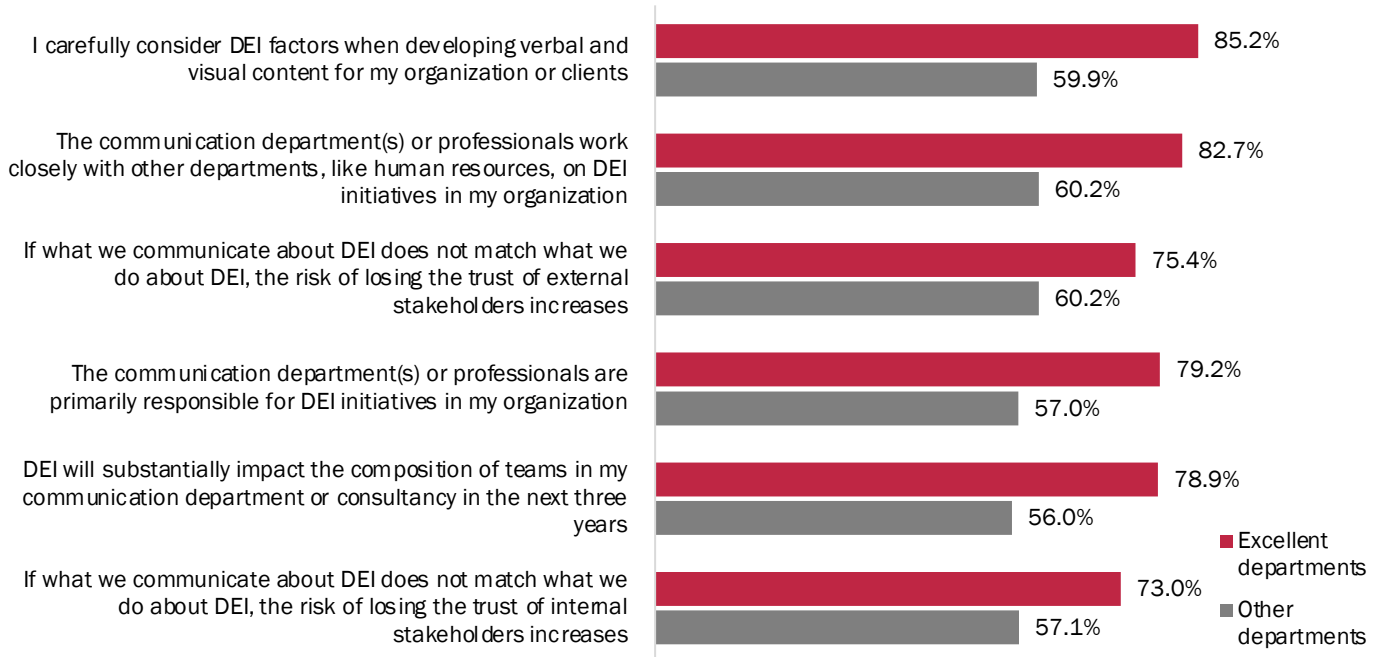 I carefully consider DEI factors when developing verbal and
visual content for my organization or clients
85.2%
59.9%
The communication department(s) or professionals work
closely with other departments, like human resources, on DEI
initiatives in my organization
82.7%
60.2%
If what we communicate about DEI does not match what we
do about DEI, the risk of losing the trust of external
stakeholders increases
75.4%
60.2%
The communication department(s) or professionals are
primarily responsible for DEI initiatives in my organization
79.2%
57.0%
DEI will substantially impact the composition of teams in my
communication department or consultancy in the next three
years
78.9%
56.0%
If what we communicate about DEI does not match what we
do about DEI, the risk of losing the trust of internal
stakeholders increases
73.0%
57.1%
Excellent
departments
Other
departments